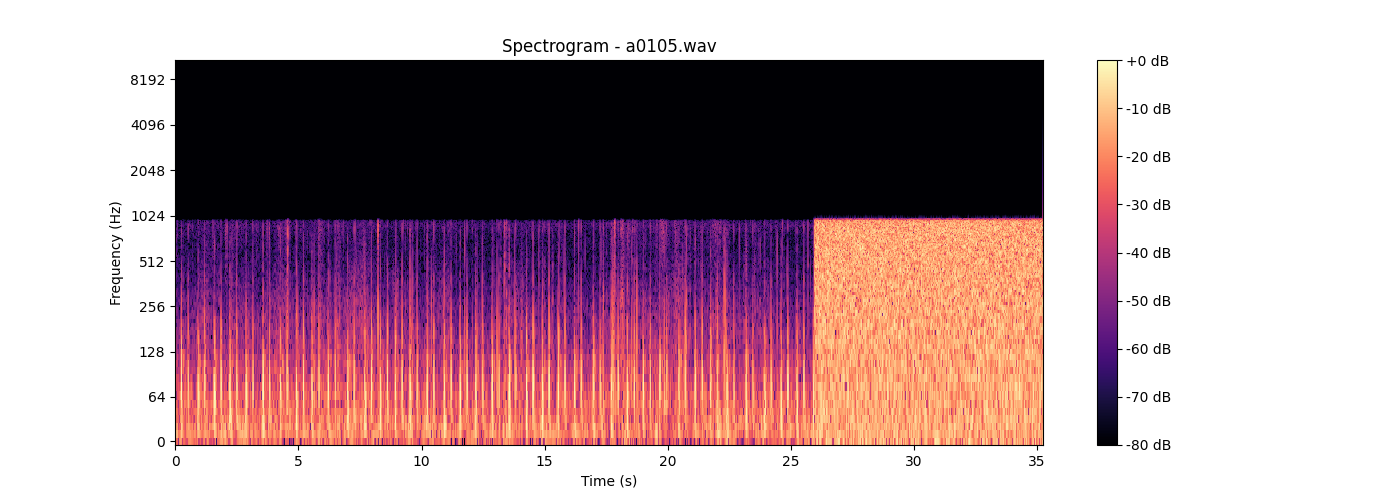 Spectrogram - a0105.wav
Frequency (Hz)
8192
4096
2048
1024
512
256
128
64
0
0 5 10 15 20 25 30 35
Time (s)
+0 dB
-10 dB
-20 dB
-30 dB
-40 dB
-50 dB
-60 dB
-70 dB
-80 dB